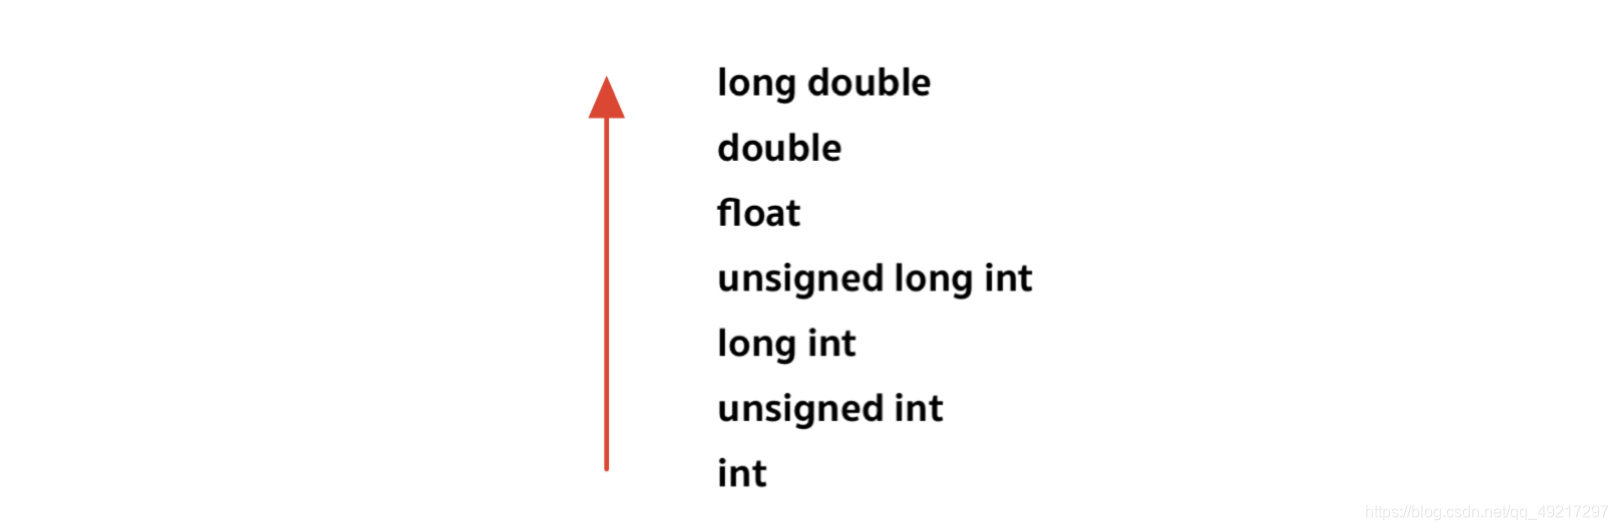 long double
double
float
unsigned long int
long int
unsigned int
int
https://blog.csdn.net/qq_49217297